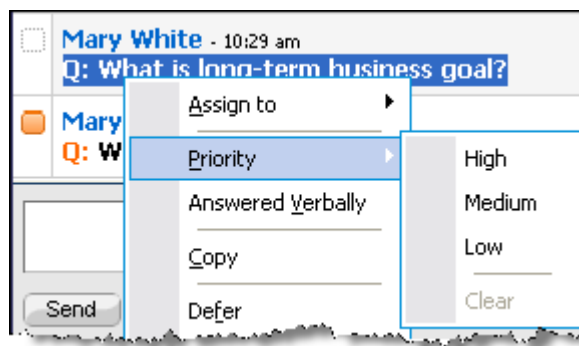 Mary White - 10:29 am
Q: What is long-term business goal?
Mary
Q: W
Assign to
Priority
Answered Verbally
Copy
Defer
High
Medium
Low
Clear
Send